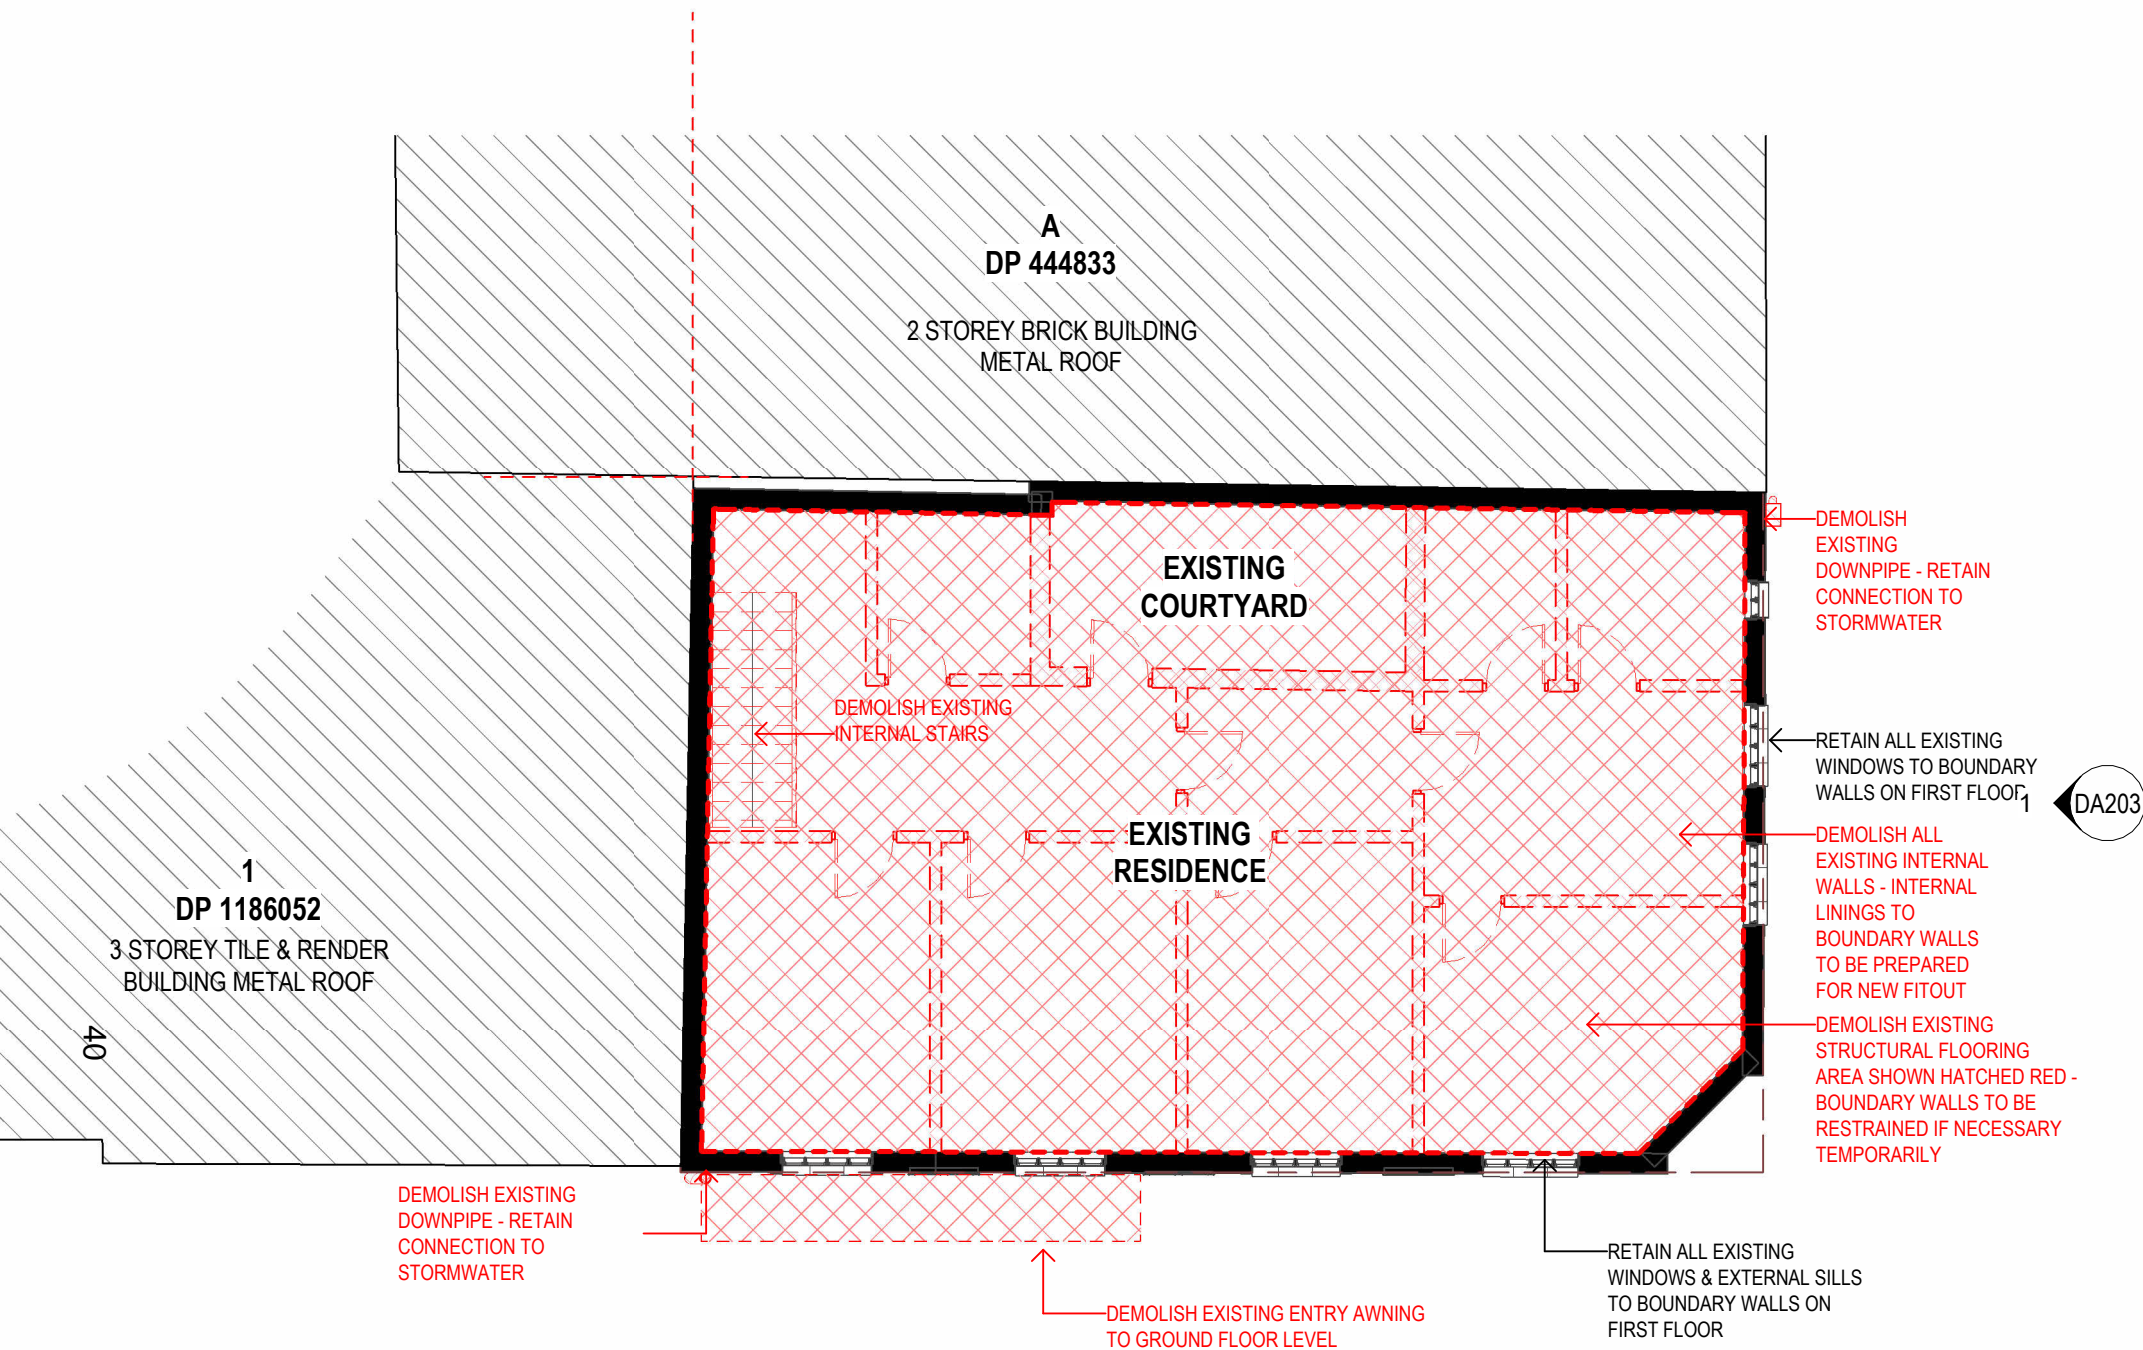 A
DP 444833
2 STOREY BRICK BUILDING
METAL ROOF
EXISTING
COURTYARD
DEMOLISH
EXISTING
DOWNPIPE - RETAIN
CONNECTION TO
STORMWATER
DEMOLISH EXISTING
INTERNAL STAIRS
RETAIN ALL EXISTING
WINDOWS TO BOUNDARY
WALLS ON FIRST FLOOR
1
DA203
EXISTING
RESIDENCE
DEMOLISH ALL
EXISTING INTERNAL
WALLS - INTERNAL
LININGS TO
BOUNDARY WALLS
TO BE PREPARED
FOR NEW FITOUT
1
DP 1186052
3 STOREY TILE & RENDER
BUILDING METAL ROOF
40
DEMOLISH EXISTING
STRUCTURAL FLOORING
AREA SHOWN HATCHED RED -
BOUNDARY WALLS TO BE
RESTRAINED IF NECESSARY
TEMPORARILY
DEMOLISH EXISTING
DOWNPIPE - RETAIN
CONNECTION TO
STORMWATER
RETAIN ALL EXISTING
WINDOWS & EXTERNAL SILLS
TO BOUNDARY WALLS ON
FIRST FLOOR
DEMOLISH EXISTING ENTRY AWNING
TO GROUND FLOOR LEVEL